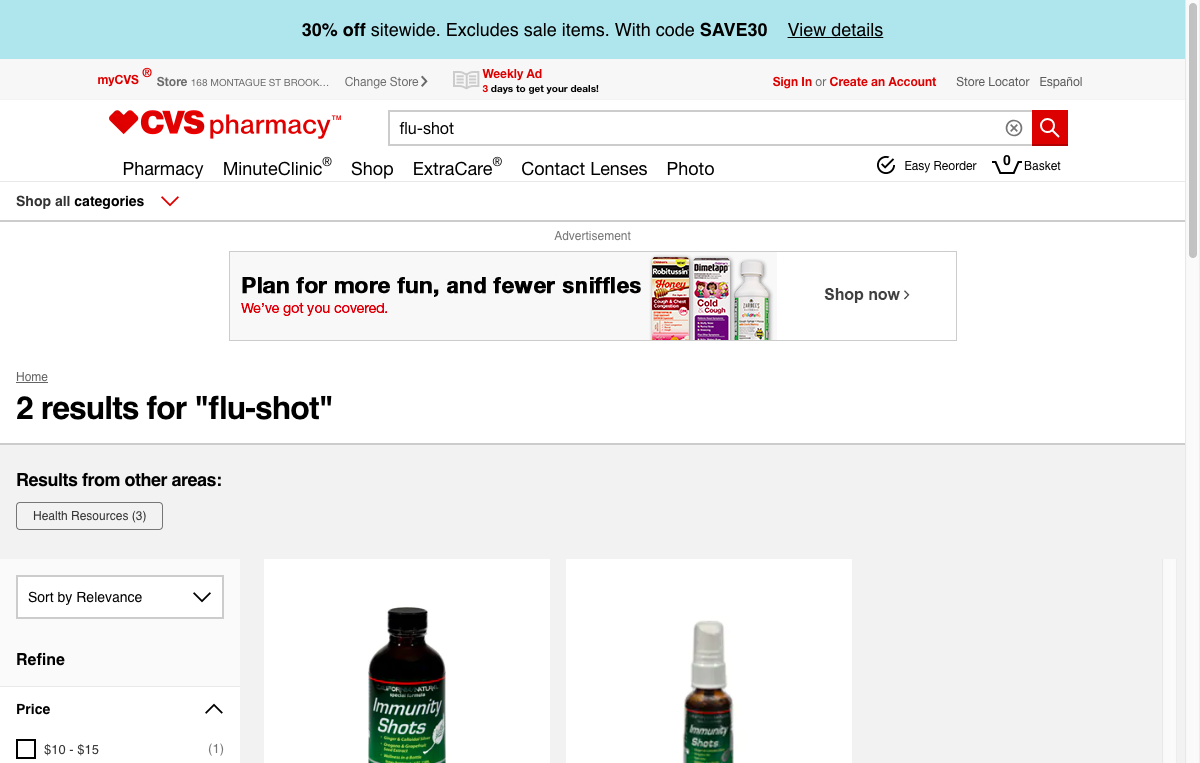 30% off sitewide. Excludes sale items. With code SAVE30 View details
myCVS® Store 168 MONTAGUE ST BROOK... Change Store
Weekly Ad
3 days to get your deals!
Sign In or Create an Account Store Locator Español
CVS pharmacy™
flu-shot
Pharmacy MinuteClinic® Shop ExtraCare® Contact Lenses Photo
Easy Reorder 0 Basket
Shop all categories
Advertisement
Plan for more fun, and fewer sniffles
We've got you covered.
Robitussin
Honey
Cough & Chest
Congestion
Dimetapp
Cold
& Cough
ZARBEE'S
Shop now ›
Home
2 results for "flu-shot"
Results from other areas:
Health Resources (3)
Sort by Relevance
Refine
Price
$10 - $15 (1)
CALIFORNIA NATURAL
special formula
Immunity
Shots
Immunity
Shots